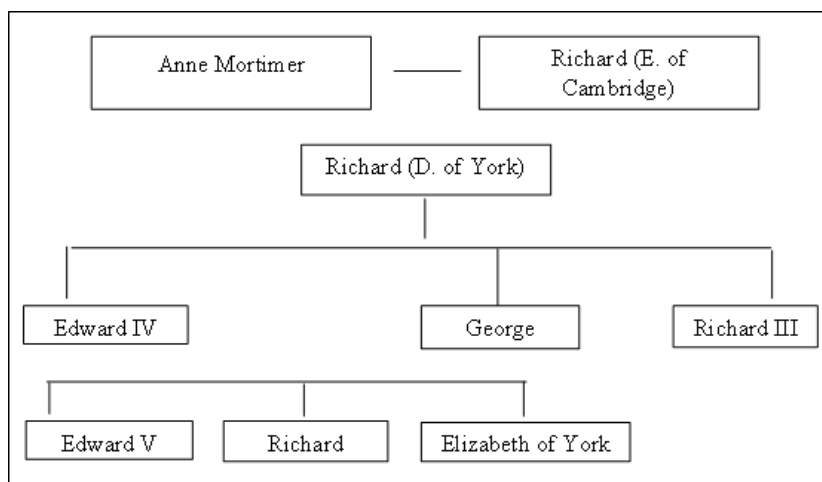 Anne Mortimer
Richard (E. of
Cambridge)
Richard (D. of York)
Edward IV
George
Richard III
Edward V
Richard
Elizabeth of York